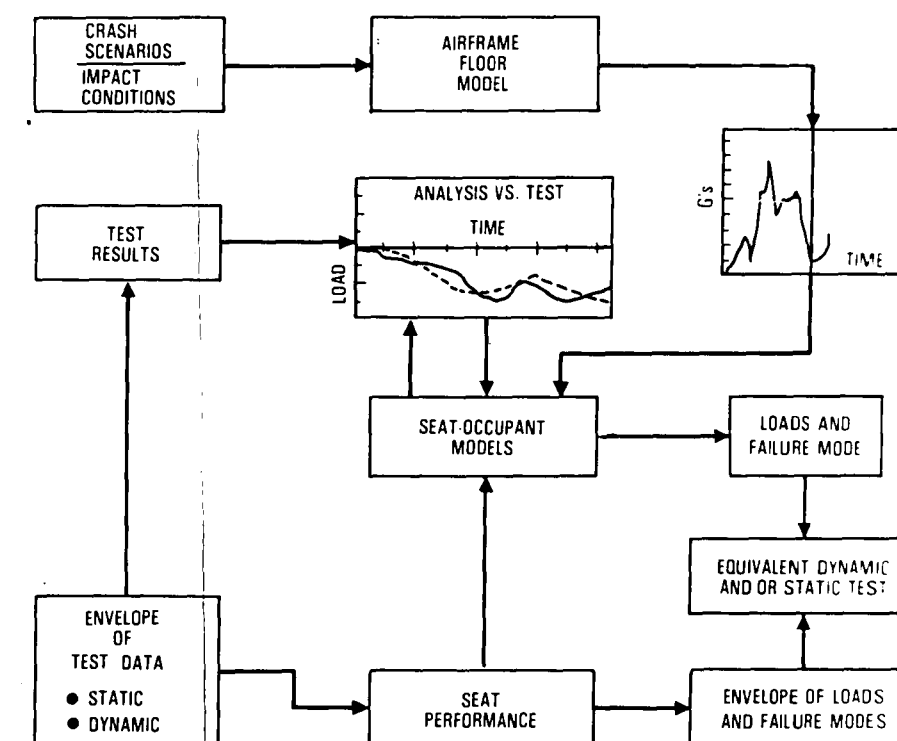 CRASH
SCENARIOS
IMPACT
CONDITIONS
AIRFRAME
FLOOR
MODEL
G's
TIME
TEST
RESULTS
ANALYSIS VS. TEST
TIME
LOAD
SEAT-OCCUPANT
MODELS
LOADS AND
FAILURE MODE
EQUIVALENT DYNAMIC
AND OR STATIC TEST
ENVELOPE
OF
TEST DATA
● STATIC
● DYNAMIC
SEAT
PERFORMANCE
ENVELOPE OF LOADS
AND FAILURE MODES